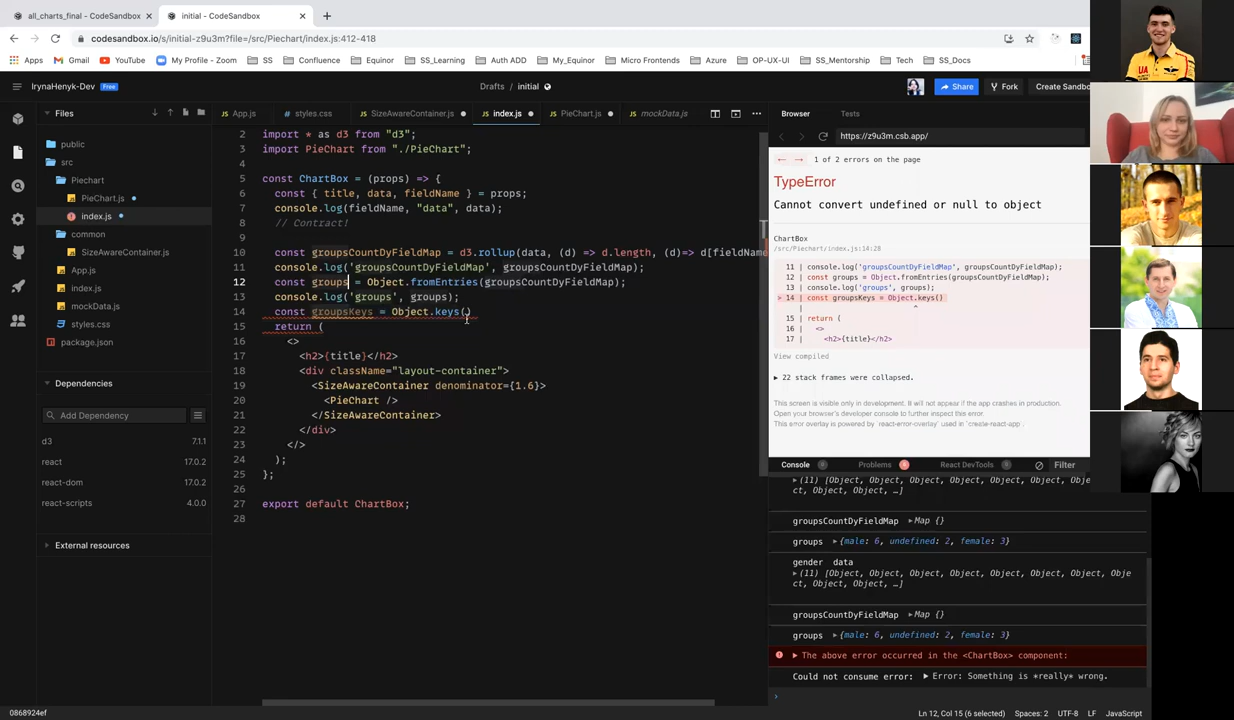 all_charts_final - CodeSandbox
initial - CodeSandbox
codesandbox.io/s/initial-z9u3m?file=/src/Piechart/index.js:412-418
Apps
Gmail
YouTube
My Profile - Zoom
SS
Confluence
Equinor
SS_Learning
Auth ADD
My_Equinor
Micro Frontends
Azure
OP-UX-UI
SS_Mentorship
Tech
SS_Docs
IrynaHenyk-Dev
Free
Drafts / initial
Share
Fork
Create Sandbo
Files
public
src
Piechart
PieChart.js
index.js
common
SizeAwareContainer.js
App.js
index.js
mockData.js
styles.css
package.json
Dependencies
Add Dependency
d3 7.1.1
react 17.0.2
react-dom 17.0.2
react-scripts 4.0.0
External resources
App.js
styles.css
SizeAwareContainer.js
index.js
PieChart.js
mockData.js
2 import * as d3 from "d3";
3 import PieChart from "./PieChart";
4
5 const ChartBox = (props) => {
6 const { title, data, fieldName } = props;
7 console.log(fieldName, "data", data);
8 // Contract!
9
10 const groupsCountDyFieldMap = d3.rollup(data, (d) => d.length, (d)=> d[fieldName
11 console.log('groupsCountDyFieldMap', groupsCountDyFieldMap);
12 const groups = Object.fromEntries(groupsCountDyFieldMap);
13 console.log('groups', groups);
14 const groupsKeys = Object.keys()
15 return (
16 <>
17 <h2>{title}</h2>
18 <div className="layout-container">
19 <SizeAwareContainer denominator={1.6}>
20 <PieChart />
21 </SizeAwareContainer>
22 </div>
23 </>
24 );
25 };
26
27 export default ChartBox;
28
Browser
Tests
https://z9u3m.csb.app/
← → 1 of 2 errors on the page
TypeError
Cannot convert undefined or null to object
ChartBox
/src/Piechart/index.js:14:28
11 | console.log('groupsCountDyFieldMap', groupsCountDyFieldMap);
12 | const groups = Object.fromEntries(groupsCountDyFieldMap);
13 | console.log('groups', groups);
> 14 | const groupsKeys = Object.keys()
| ^
15 | return (
16 | <>
17 | <h2>{title}</h2>
View compiled
▶ 22 stack frames were collapsed.
This screen is visible only in development. It will not appear if the app crashes in production.
Open your browser's developer console to further inspect this error.
This error overlay is powered by `react-error-overlay` used in `create-react-app`.
Console 0
Problems 6
React DevTools 0
Filter
▶(11) [Object, Object, Object, Object, Object, Object, Obje
ct, Object, Object, …]
groupsCountDyFieldMap ▶Map {}
groups ▶{male: 6, undefined: 2, female: 3}
gender data
▶(11) [Object, Object, Object, Object, Object, Object, Obje
ct, Object, Object, …]
groupsCountDyFieldMap ▶Map {}
groups ▶{male: 6, undefined: 2, female: 3}
▶ The above error occurred in the <ChartBox> component:
Could not consume error: ▶ Error: Something is *really* wrong.
UA
0868924ef
Ln 12, Col 15 (6 selected)
Spaces: 2
UTF-8
LF
JavaScript